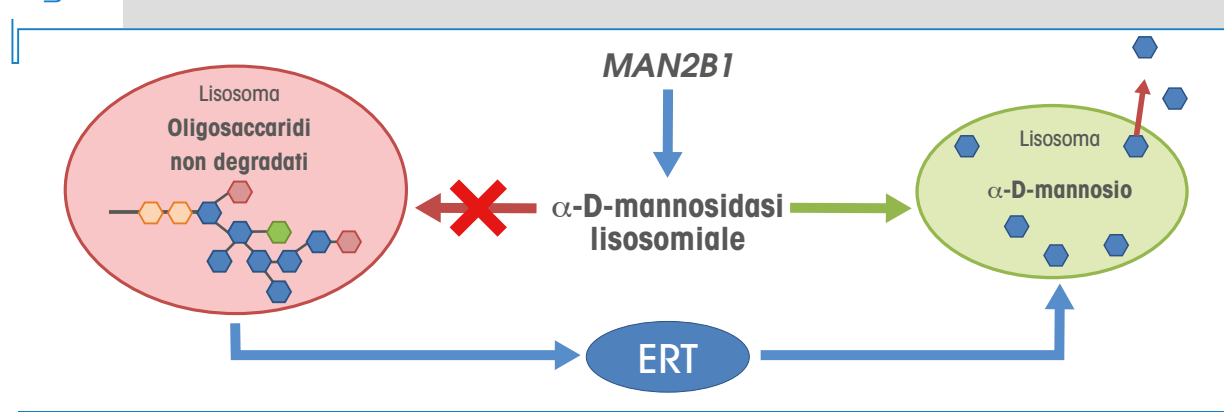 MAN2B1
Lisosoma
Oligosaccaridi
non degradati
α-D-mannosidasi
lisosomiale
Lisosoma
α-D-mannosio
ERT